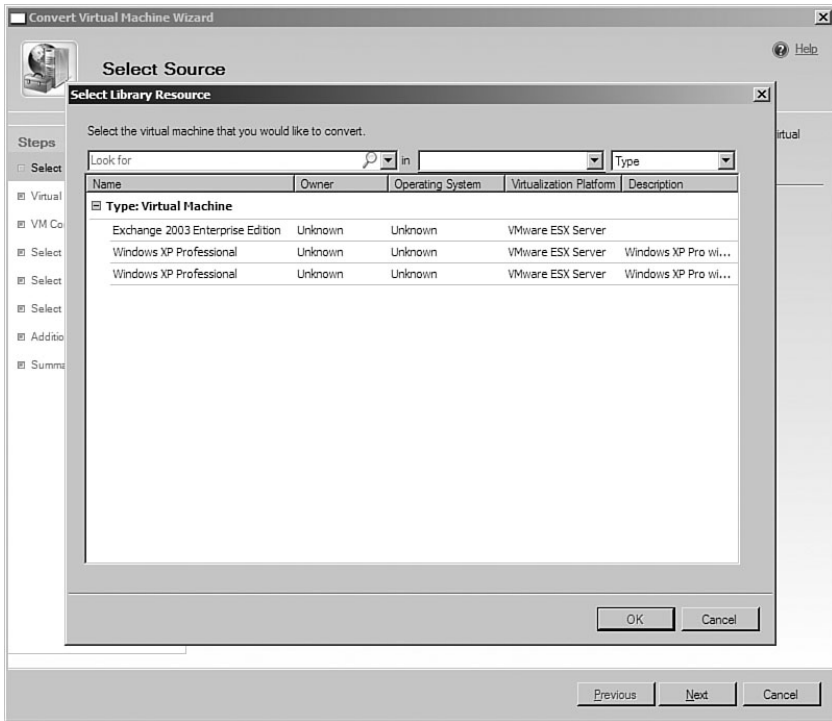 Convert Virtual Machine Wizard
Help
Select Source
Select Library Resource
Select the virtual machine that you would like to convert.
Look for in Type
Name Owner Operating System Virtualization Platform Description
Type: Virtual Machine
Exchange 2003 Enterprise Edition Unknown Unknown VMware ESX Server
Windows XP Professional Unknown Unknown VMware ESX Server Windows XP Pro wi...
Windows XP Professional Unknown Unknown VMware ESX Server Windows XP Pro wi...
OK Cancel
Steps
Select
Virtual
VM Co
Select
Select
Select
Additio
Summa
irtual
Previous Next Cancel